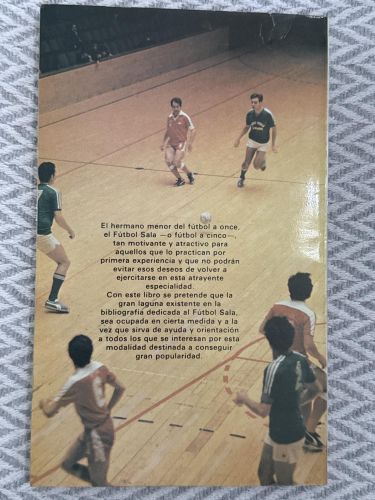 El hermano menor del fútbol a once,
el Fútbol Sala —o fútbol a cinco—,
tan motivante y atractivo para
aquellos que lo practican por
primera experiencia y que no podrán
evitar esos deseos de volver a
ejercitarse en esta atrayente
especialidad.
Con este libro se pretende que la
gran laguna existente en la
bibliografía dedicada al Fútbol Sala,
sea ocupada en cierta medida y a la
vez que sirva de ayuda y orientación
a todos los que se interesan por esta
modalidad destinada a conseguir
gran popularidad.